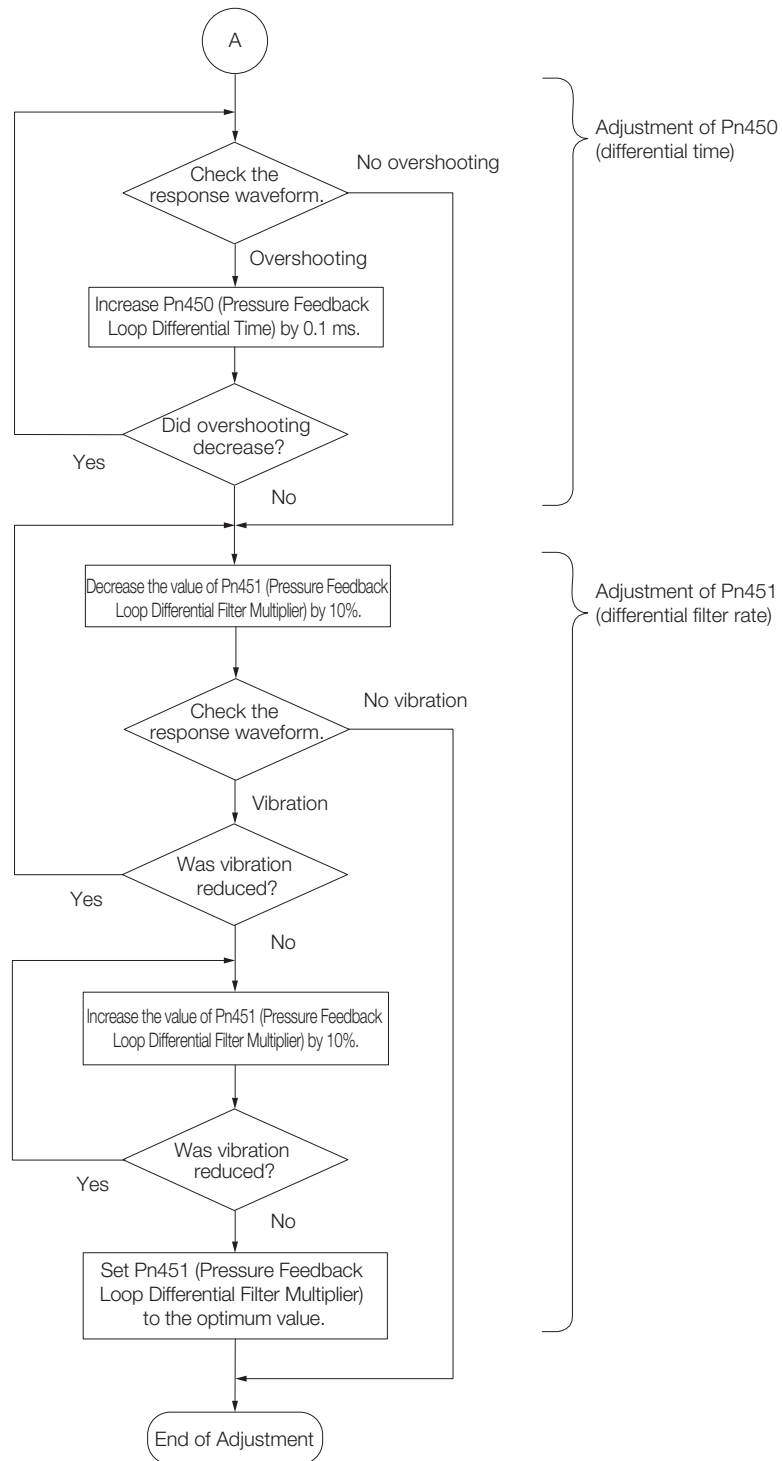 A
Adjustment of Pn450
(differential time)
Check the
response waveform.
No overshooting
Overshooting
Increase Pn450 (Pressure Feedback
Loop Differential Time) by 0.1 ms.
Did overshooting
decrease?
Yes
No
Decrease the value of Pn451 (Pressure Feedback
Loop Differential Filter Multiplier) by 10%.
Adjustment of Pn451
(differential filter rate)
Check the
response waveform.
No vibration
Vibration
Was vibration
reduced?
Yes
No
Increase the value of Pn451 (Pressure Feedback
Loop Differential Filter Multiplier) by 10%.
Was vibration
reduced?
Yes
No
Set Pn451 (Pressure Feedback
Loop Differential Filter Multiplier)
to the optimum value.
End of Adjustment